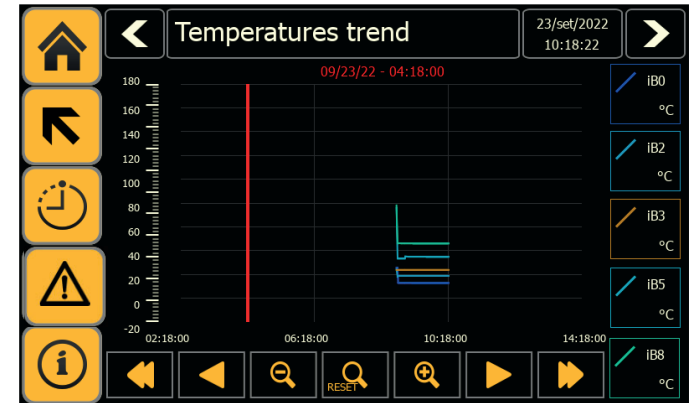 Temperatures trend
23/set/2022
10:18:22
09/23/22 - 04:18:00
180
160
140
120
100
80
60
40
20
0
-20
02:18:00
06:18:00
10:18:00
14:18:00
iB0
°C
iB2
°C
iB3
°C
iB5
°C
iB8
°C
i
RESET